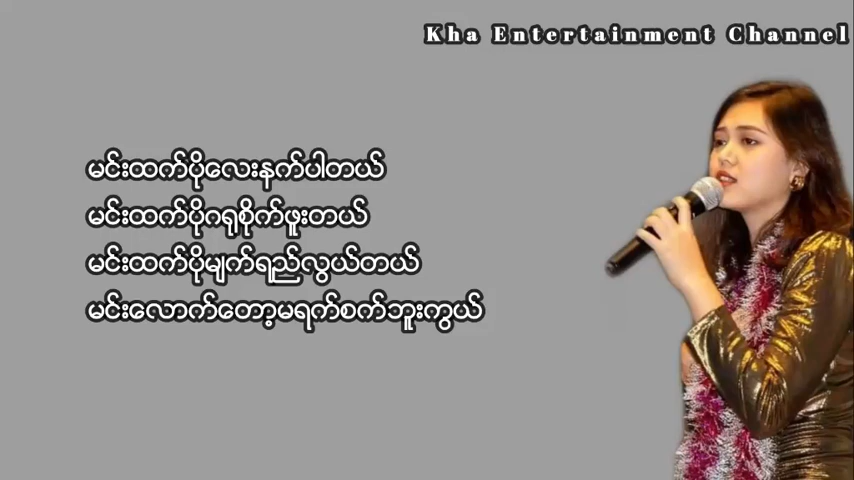 Kha Entertainment Channel
မင်းထက်ပိုလေးနက်ပါတယ်
မင်းထက်ပိုဂရုစိုက်ဖူးတယ်
မင်းထက်ပိုမျက်ရည်လွယ်တယ်
မင်းလောက်တော့မရက်စက်ဘူးကွယ်